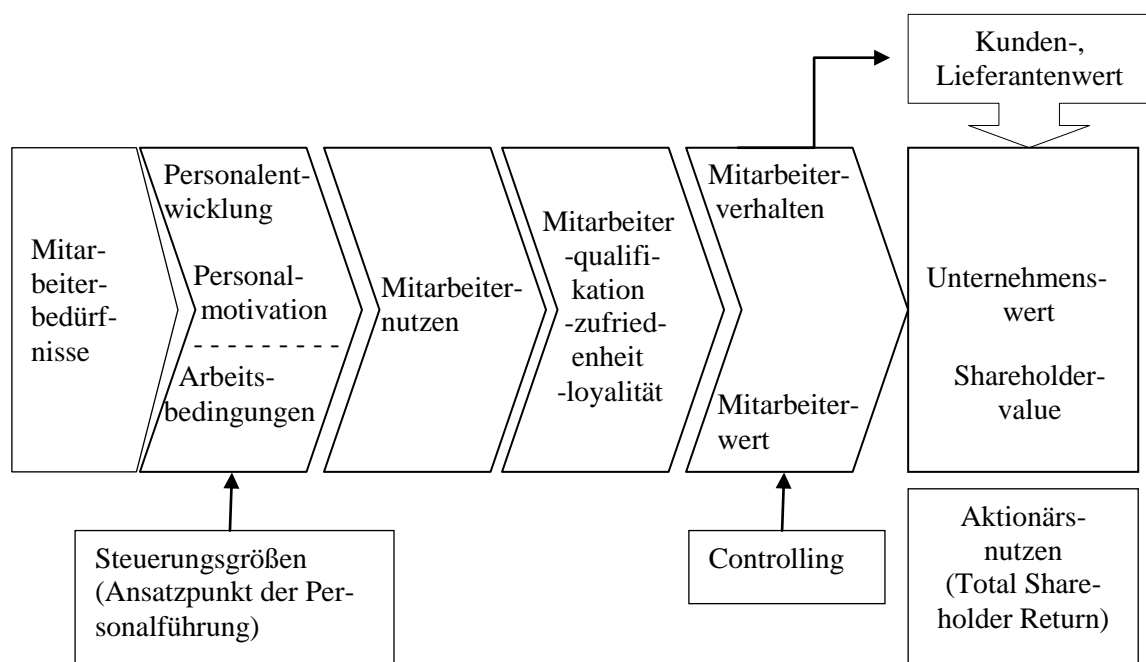 Kunden-,
Lieferantenwert
Mitar-
beiter-
bedürf-
nisse
Personalent-
wicklung
Personal-
motivation
Arbeits-
bedingungen
Mitarbeiter-
nutzen
Mitarbeiter
-qualifi-
kation
-zufried-
enheit
-loyalität
Mitarbeiter-
verhalten
Mitarbeiter-
wert
Unternehmens-
wert
Shareholder-
value
Steuerungsgrößen
(Ansatzpunkt der Per-
sonalführung)
Controlling
Aktionärs-
nutzen
(Total Share-
holder Return)